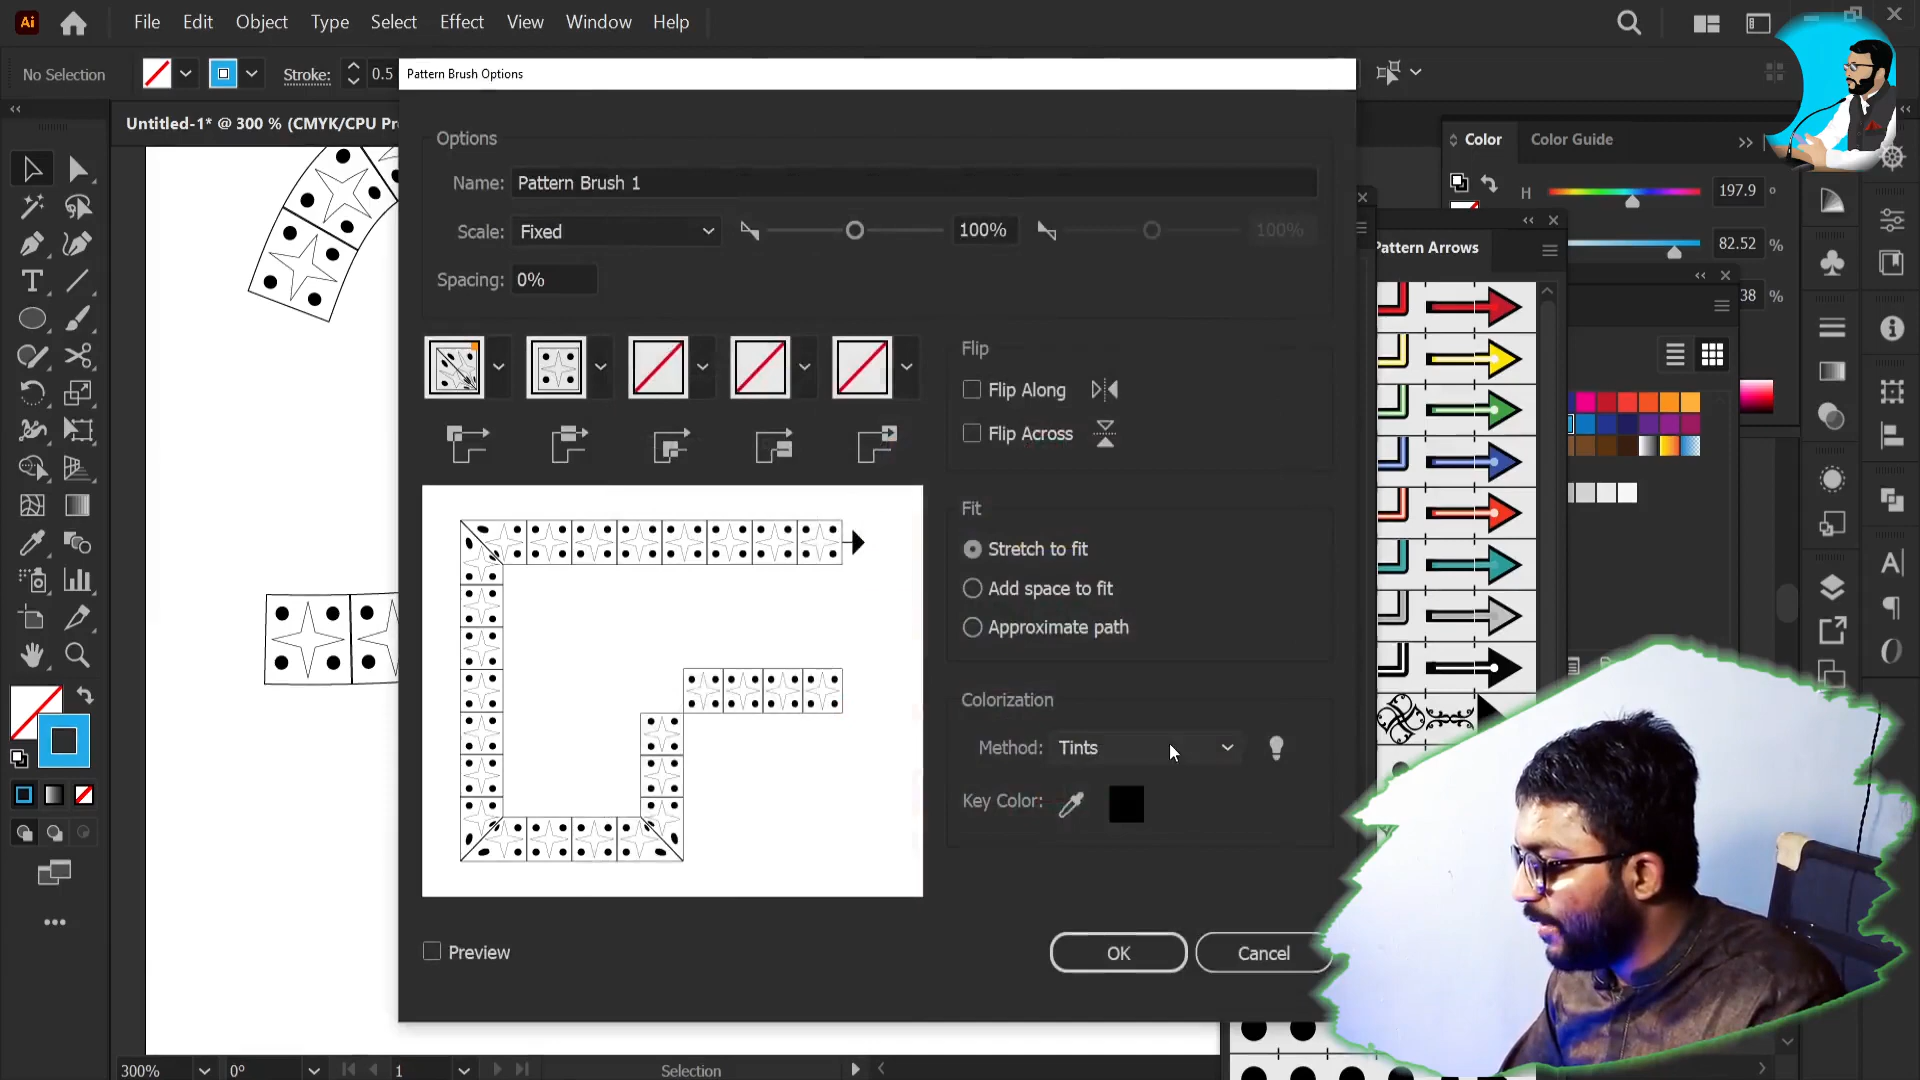 Ai File Edit Object Type Select Effect View Window Help
No Selection Stroke: 0.5
Pattern Brush Options
Untitled-1* @ 300 % (CMYK/CPU Pr
Options
Name: Pattern Brush 1
Scale: Fixed 100% 100%
Spacing: 0%
Flip
Flip Along
Flip Across
Fit
Stretch to fit
Add space to fit
Approximate path
Colorization
Method: Tints
Key Color:
Preview
OK Cancel
Color Color Guide
H 197.9 °
82.52 %
38 %
Pattern Arrows
300% 0° 1 Selection